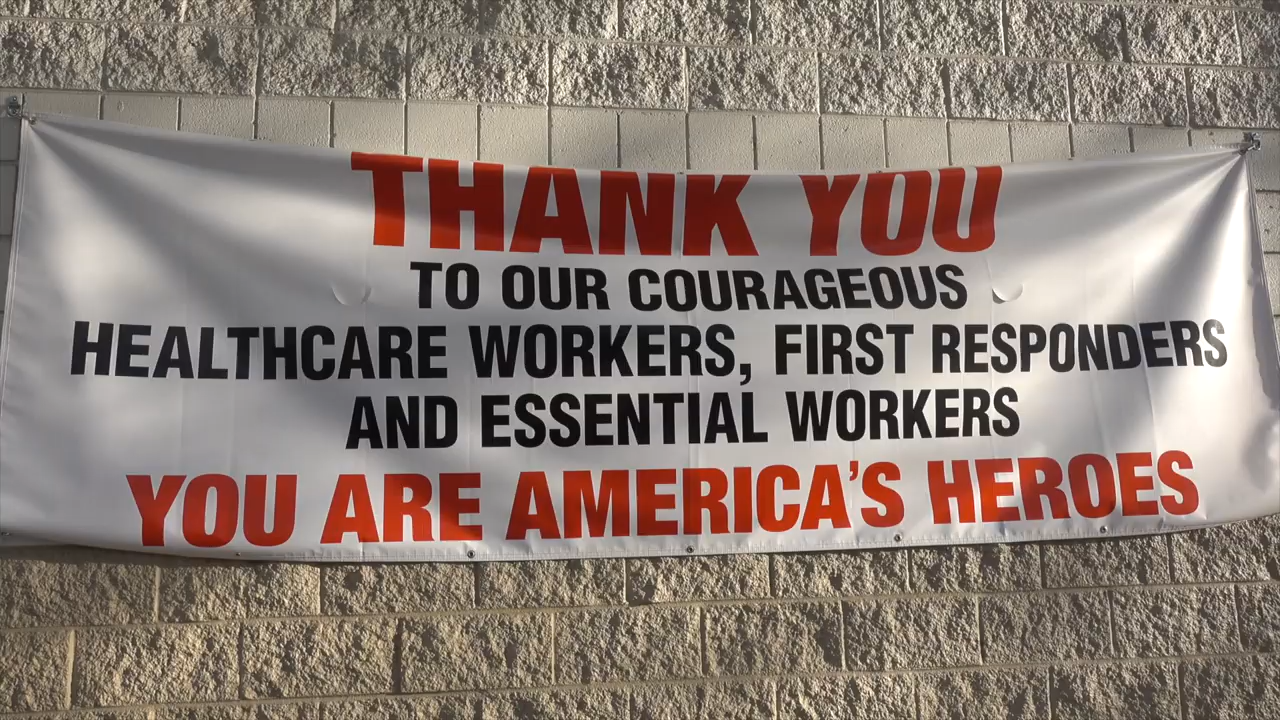 THANK YOU
TO OUR COURAGEOUS
HEALTHCARE WORKERS, FIRST RESPONDERS
AND ESSENTIAL WORKERS
YOU ARE AMERICA'S HEROES